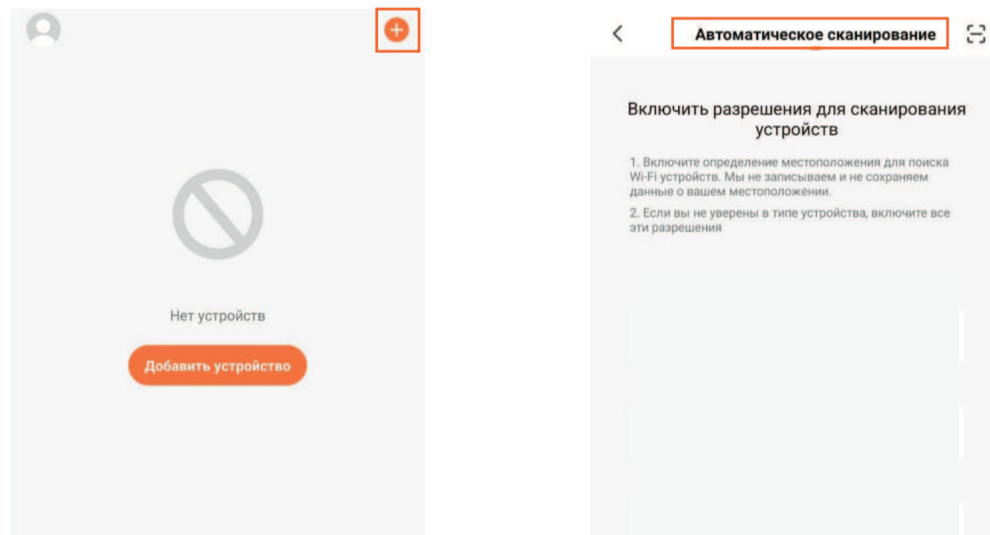 Нет устройств
Добавить устройство
Автоматическое сканирование
Включить разрешения для сканирования
устройств
1. Включите определение местоположения для поиска
Wi-Fi устройств. Мы не записываем и не сохраняем
данные о вашем местоположении.
2. Если вы не уверены в типе устройства, включите все
эти разрешения